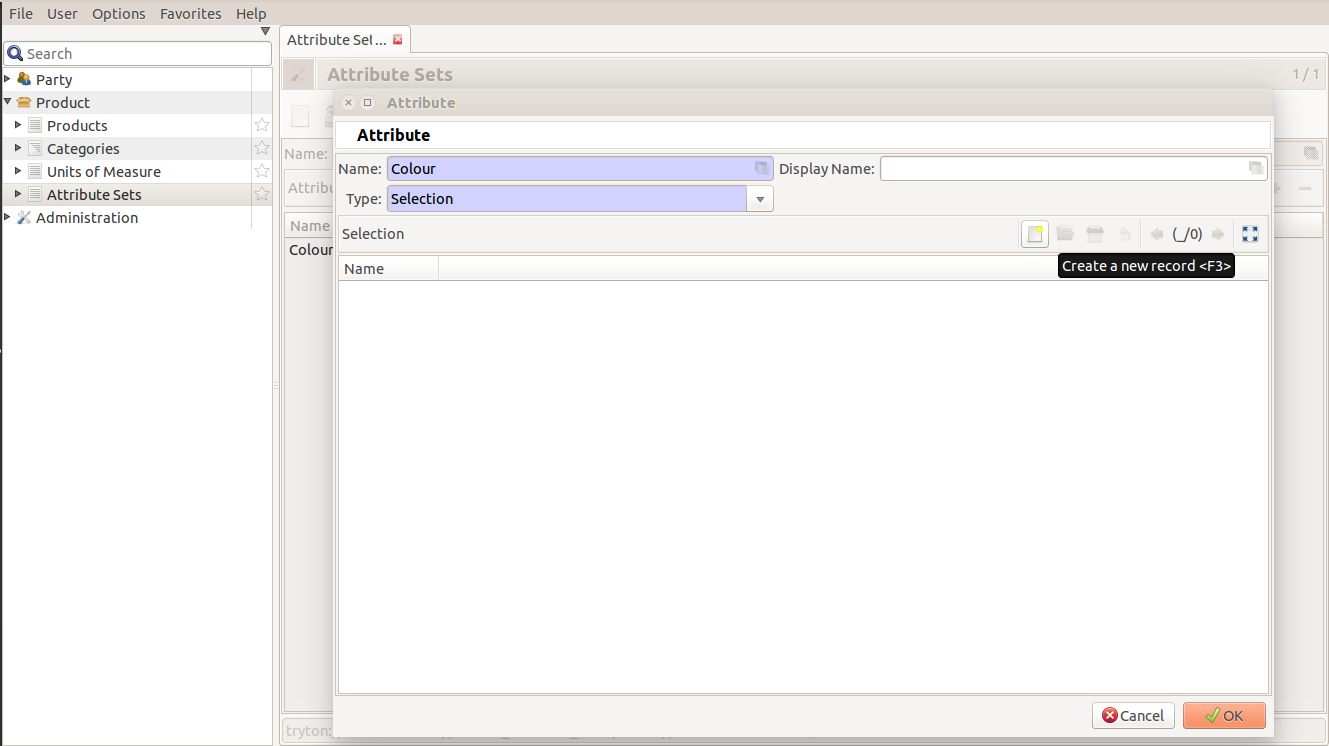 File User Options Favorites Help
Attribute Set...
Search
Party
Product
Products
Categories
Units of Measure
Attribute Sets
Administration
Attribute Sets
1 / 1
Name:
Name
Colour
Attribute
Attribute
Name: Colour Display Name:
Type: Selection
Selection (_/0)
Create a new record <F3>
Name
Cancel OK